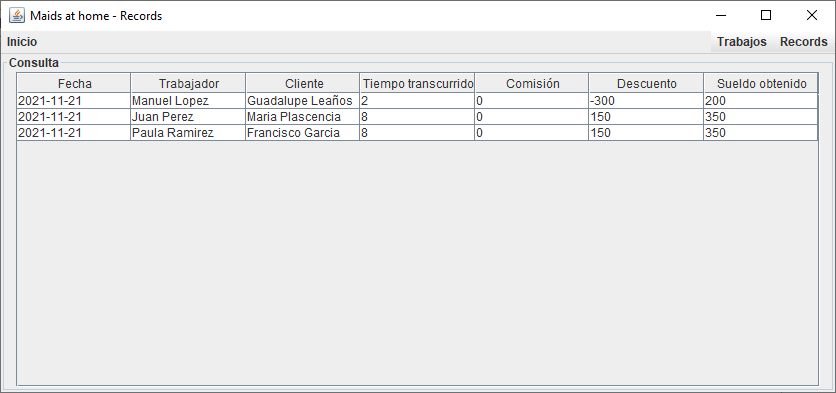 Maids at home - Records
Inicio Trabajos Records
Consulta
Fecha Trabajador Cliente Tiempo transcurrido Comisión Descuento Sueldo obtenido
2021-11-21 Manuel Lopez Guadalupe Leaños 2 0 -300 200
2021-11-21 Juan Perez Maria Plascencia 8 0 150 350
2021-11-21 Paula Ramirez Francisco Garcia 8 0 150 350